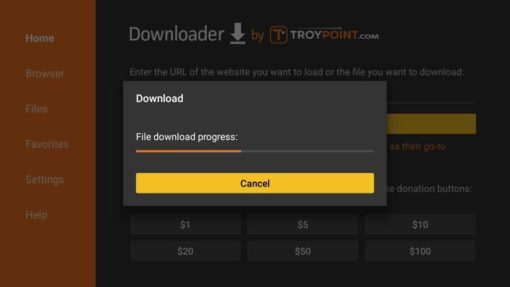 Home
Browser
Files
Favorites
Settings
Help
Downloader by TROYPOINT.COM
Enter the URL of the website you want to load or the file you want to download:
Download
File download progress:
Cancel
as their go-to
se donation buttons:
$1 $5 $10
$20 $50 $100